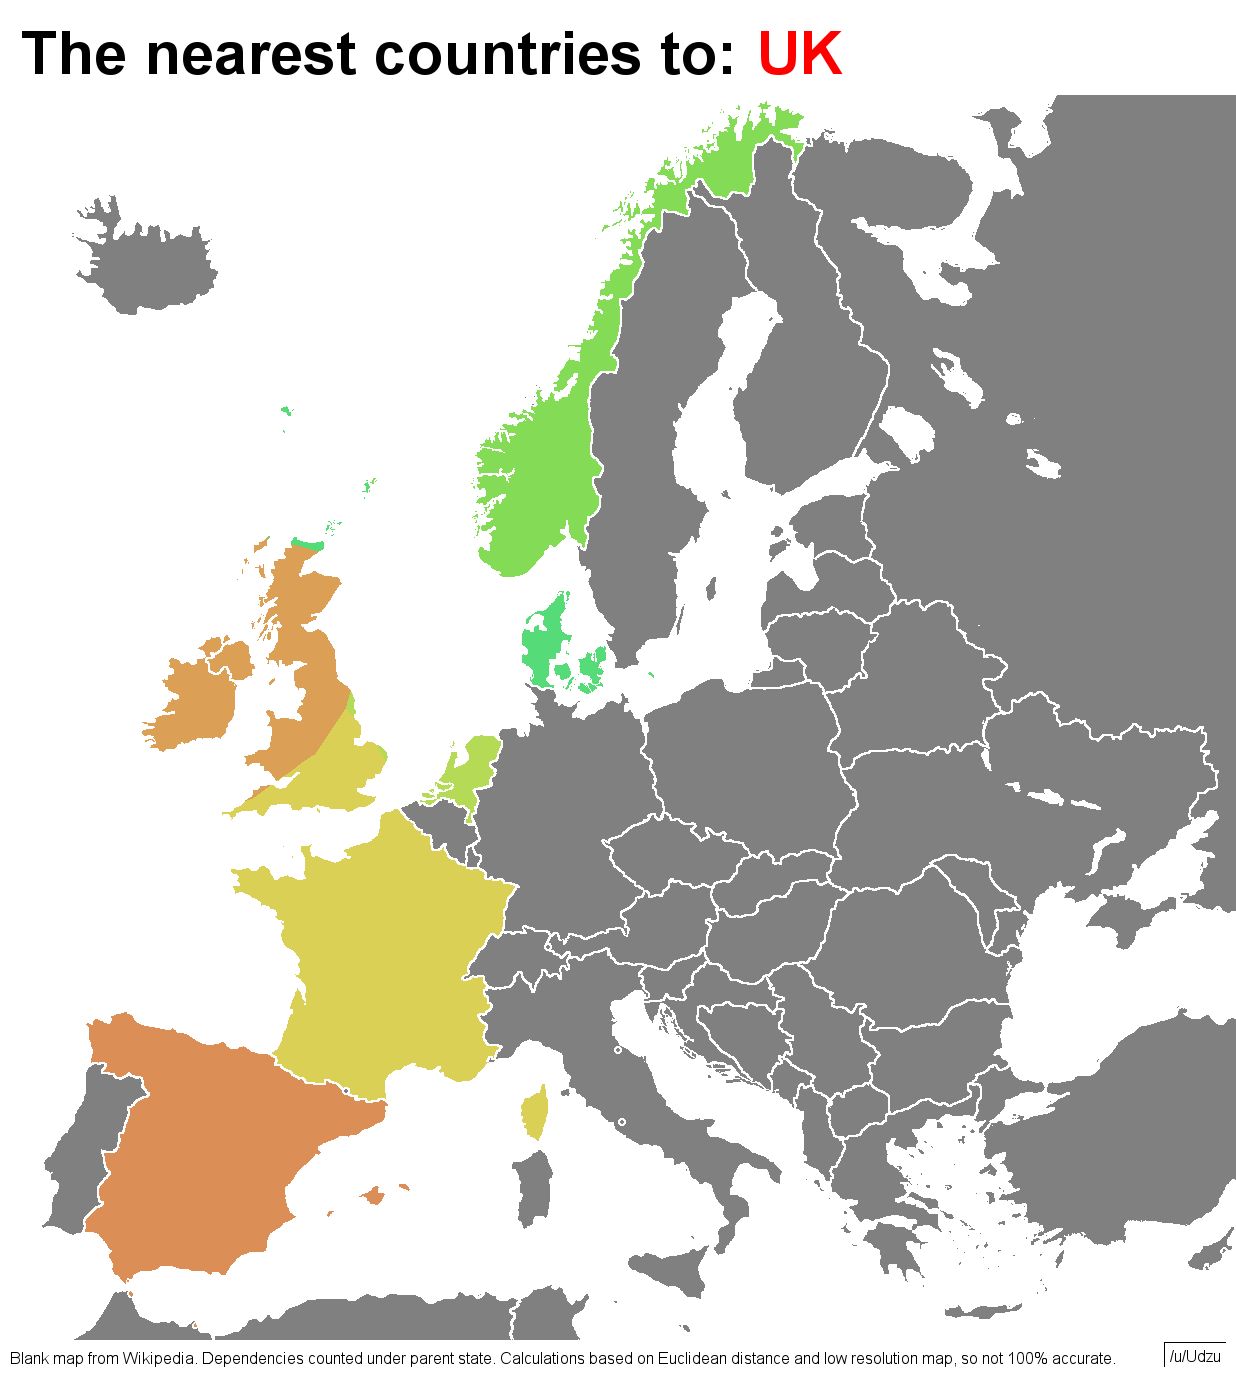 The nearest countries to: UK
Blank map from Wikipedia. Dependencies counted under parent state. Calculations based on Euclidean distance and low resolution map, so not 100% accurate.
/u/Udzu